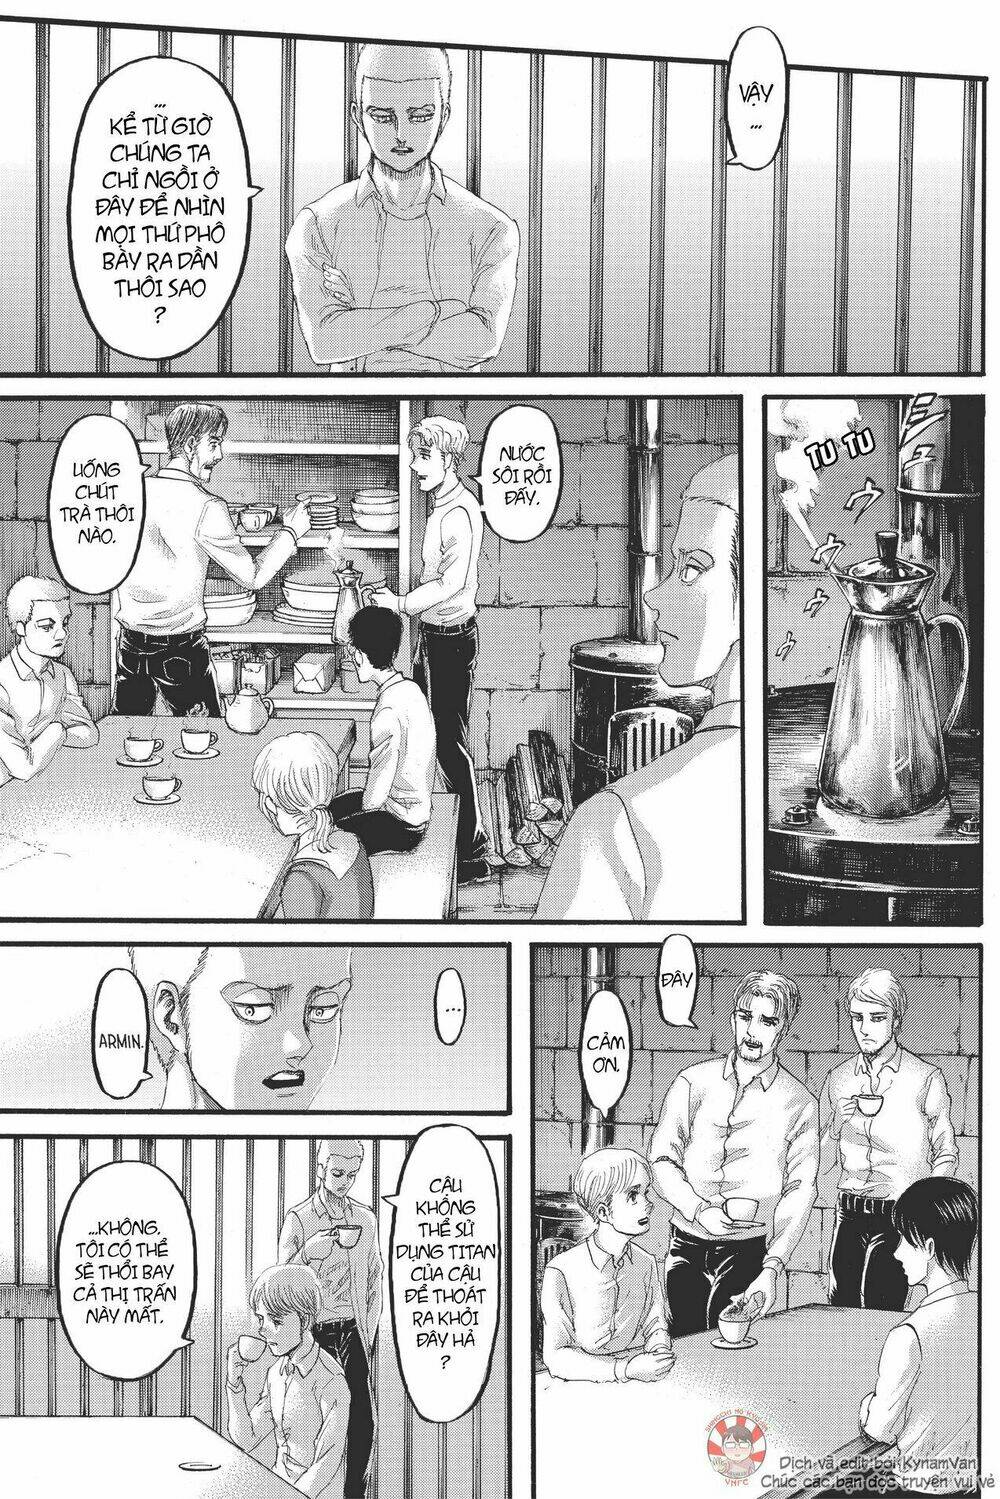 VẬY
...
...
KỂ TỪ GIỜ
CHÚNG TA
CHỈ NGỒI Ở
ĐÂY ĐỂ NHÌN
MỌI THỨ PHÔ
BÀY RA DẦN
THÔI SAO
?
TU TU
NƯỚC
SÔI RỒI
ĐẤY.
UỐNG
CHÚT
TRÀ THÔI
NÀO.
ĐÂY
CẢM
ƠN.
...
ARMIN.
CẬU
KHÔNG
THỂ SỬ
DỤNG TITAN
CỦA CẬU
ĐỂ THOÁT
RA KHỎI
ĐÂY HẢ
?
...KHÔNG,
TÔI CÓ THỂ
SẼ THỔI BAY
CẢ THỊ TRẤN
NÀY MẤT.
VNFC
Dịch và edit bởi KynamVan
Chúc các bạn đọc truyện vui vẻ